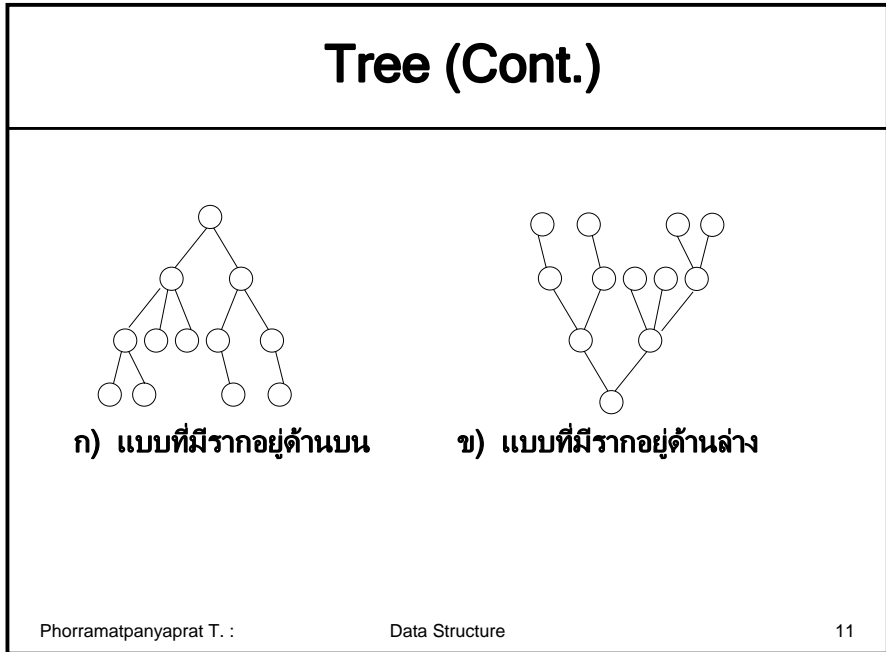 Tree (Cont.)
ก) แบบที่มีรากอยู่ด้านบน
ข) แบบที่มีรากอยู่ด้านล่าง
Phorramatpanyaprat T. : Data Structure 11